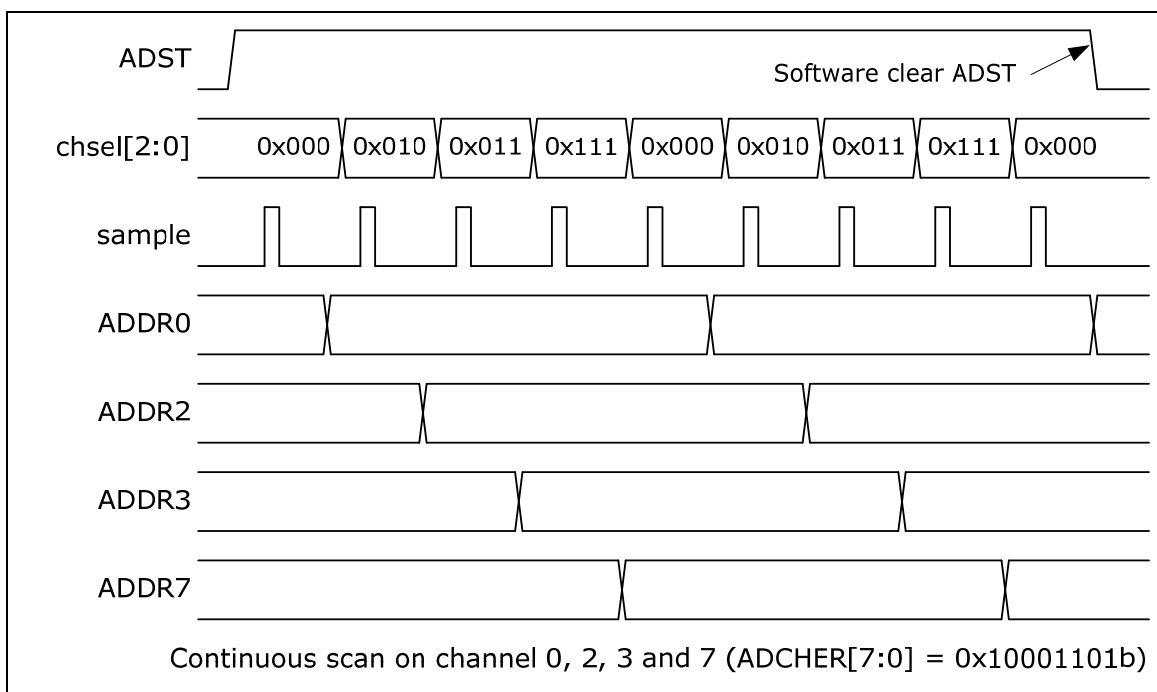 ADST
Software clear ADST
chsel[2:0]
0x000 0x010 0x011 0x111 0x000 0x010 0x011 0x111 0x000
sample
ADDR0
ADDR2
ADDR3
ADDR7
Continuous scan on channel 0, 2, 3 and 7 (ADCHER[7:0] = 0x10001101b)